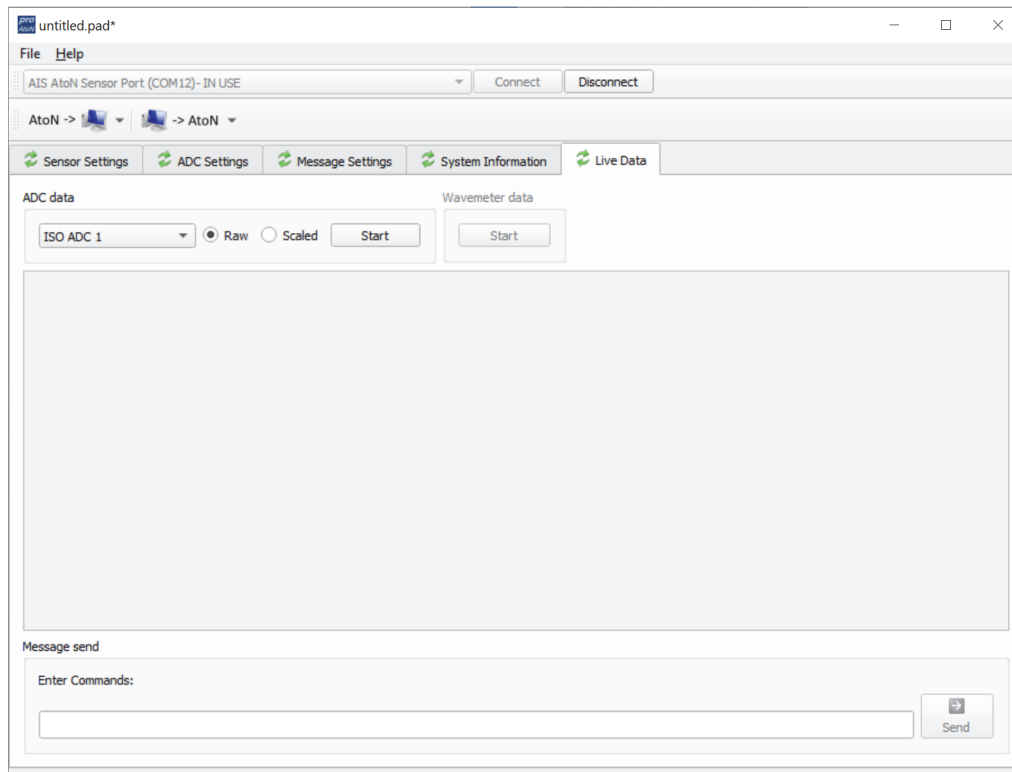 pro
AtoN untitled.pad*
File Help
AIS AtoN Sensor Port (COM12)- IN USE Connect Disconnect
AtoN -> -> AtoN
Sensor Settings ADC Settings Message Settings System Information Live Data
ADC data Wavemeter data
ISO ADC 1 Raw Scaled Start Start
Message send
Enter Commands:
Send